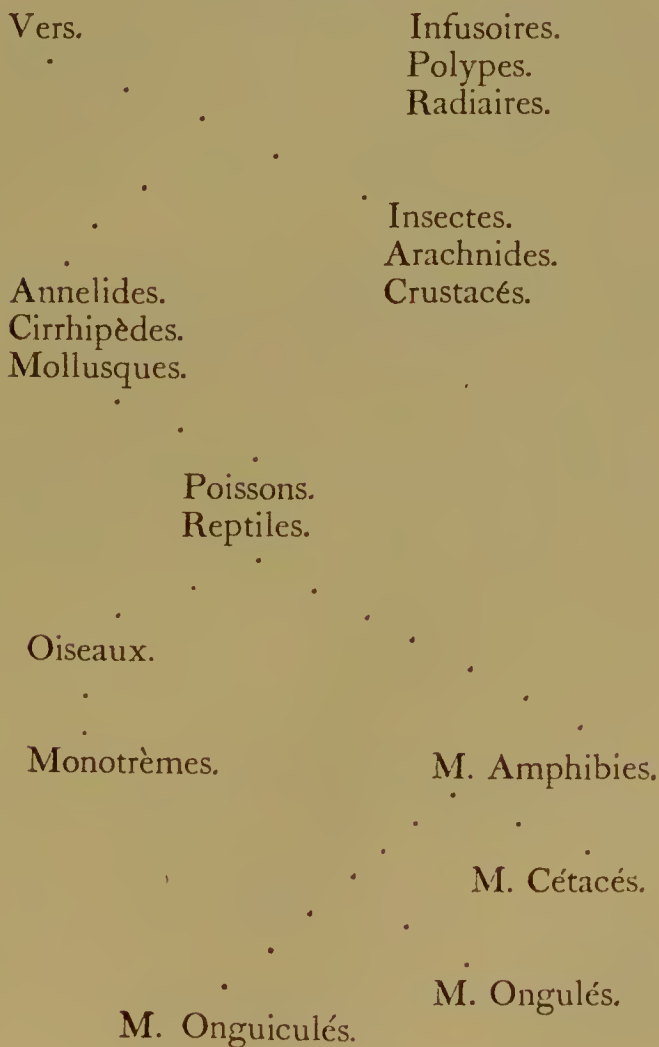 Vers.
Infusoires.
Polypes.
Radiaires.
Insectes.
Arachnides.
Crustacés.
Annelides.
Cirrhipèdes.
Mollusques.
Poissons.
Reptiles.
Oiseaux.
Monotrèmes.
M. Amphibies.
M. Cétacés.
M. Ongulés.
M. Onguiculés.